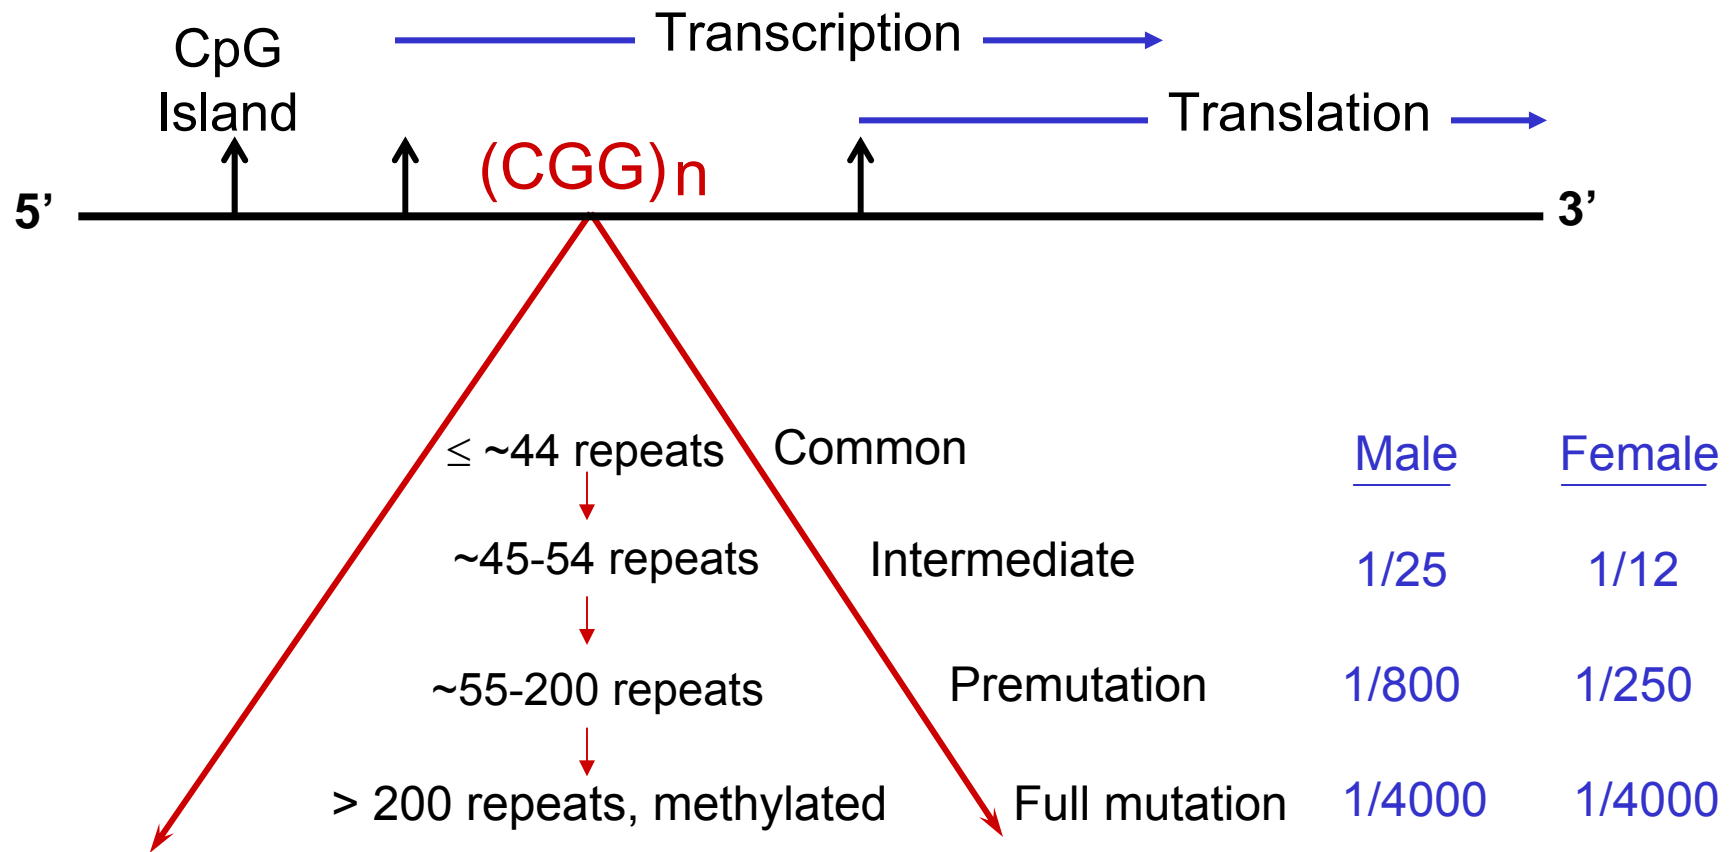 CpG
Island
Transcription
Translation
(CGG)n
5’
3’
≤ ~44 repeats Common Male Female
~45-54 repeats Intermediate 1/25 1/12
~55-200 repeats Premutation 1/800 1/250
> 200 repeats, methylated Full mutation 1/4000 1/4000